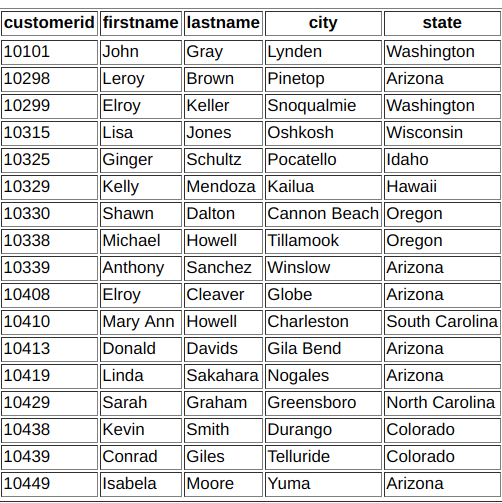 customerid firstname lastname city state
10101 John Gray Lynden Washington
10298 Leroy Brown Pinetop Arizona
10299 Elroy Keller Snoqualmie Washington
10315 Lisa Jones Oshkosh Wisconsin
10325 Ginger Schultz Pocatello Idaho
10329 Kelly Mendoza Kailua Hawaii
10330 Shawn Dalton Cannon Beach Oregon
10338 Michael Howell Tillamook Oregon
10339 Anthony Sanchez Winslow Arizona
10408 Elroy Cleaver Globe Arizona
10410 Mary Ann Howell Charleston South Carolina
10413 Donald Davids Gila Bend Arizona
10419 Linda Sakahara Nogales Arizona
10429 Sarah Graham Greensboro North Carolina
10438 Kevin Smith Durango Colorado
10439 Conrad Giles Telluride Colorado
10449 Isabela Moore Yuma Arizona